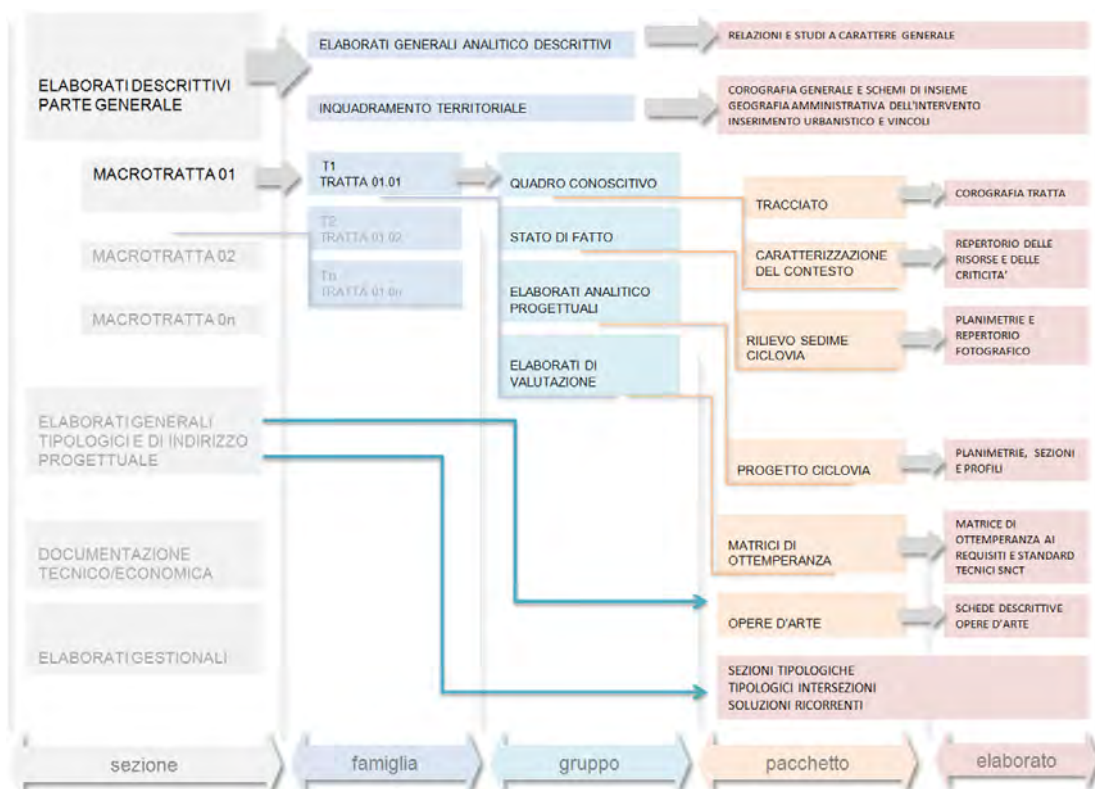 ELABORATI DESCRITTIVI
PARTE GENERALE
ELABORATI GENERALI ANALITICO DESCRITTIVI
RELAZIONI E STUDI A CARATTERE GENERALE
INQUADRAMENTO TERRITORIALE
COROGRAFIA GENERALE E SCHEMI DI INSIEME
GEOGRAFIA AMMINISTRATIVA DELL'INTERVENTO
INSERIMENTO URBANISTICO E VINCOLI
MACROTRATTA 01
MACROTRATTA 02
MACROTRATTA 0n
T1
TRATTA 01.01
T2
TRATTA 01.02
Tn
TRATTA 01.0n
QUADRO CONOSCITIVO
STATO DI FATTO
ELABORATI ANALITICO
PROGETTUALI
ELABORATI DI
VALUTAZIONE
TRACCIATO
COROGRAFIA TRATTA
CARATTERIZZAZIONE
DEL CONTESTO
REPERTORIO DELLE
RISORSE E DELLE
CRITICITA'
RILIEVO SEDIME
CICLOVIA
PLANIMETRIE E
REPERTORIO
FOTOGRAFICO
ELABORATI GENERALI
TIPOLOGICI E DI INDIRIZZO
PROGETTUALE
PROGETTO CICLOVIA
PLANIMETRIE, SEZIONI
E PROFILI
DOCUMENTAZIONE
TECNICO/ECONOMICA
MATRICI DI
OTTEMPERANZA
MATRICE DI
OTTEMPERANZA AI
REQUISITI E STANDARD
TECNICI SNCT
ELABORATI GESTIONALI
OPERE D'ARTE
SCHEDE DESCRITTIVE
OPERE D'ARTE
SEZIONI TIPOLOGICHE
TIPOLOGICI INTERSEZIONI
SOLUZIONI RICORRENTI
sezione
famiglia
gruppo
pacchetto
elaborato